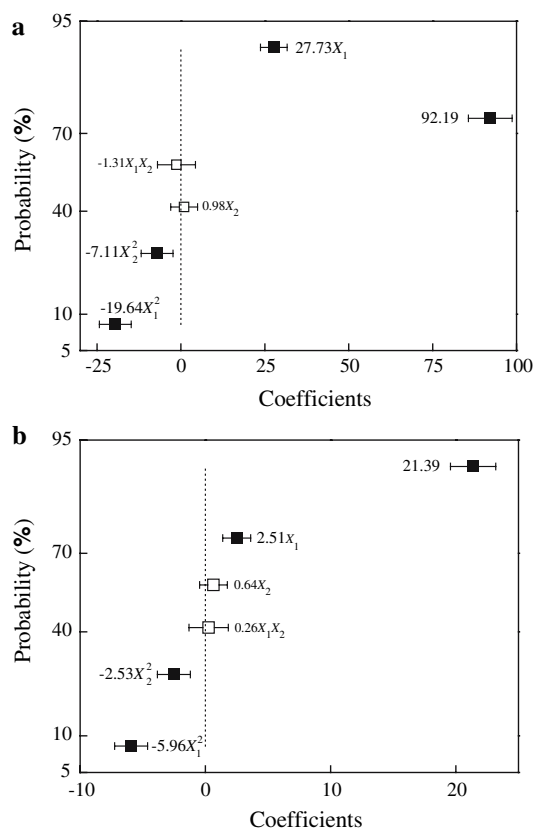 a
95
27.73X₁
92.19
70
-1.31X₁X₂
40
0.98X₂
-7.11X₂²
-19.64X₁²
10
5
-25 0 25 50 75 100
Coefficients
Probability (%)
b
95
21.39
2.51X₁
70
0.64X₂
40
0.26X₁X₂
-2.53X₂²
10
-5.96X₁²
5
-10 0 10 20
Coefficients
Probability (%)